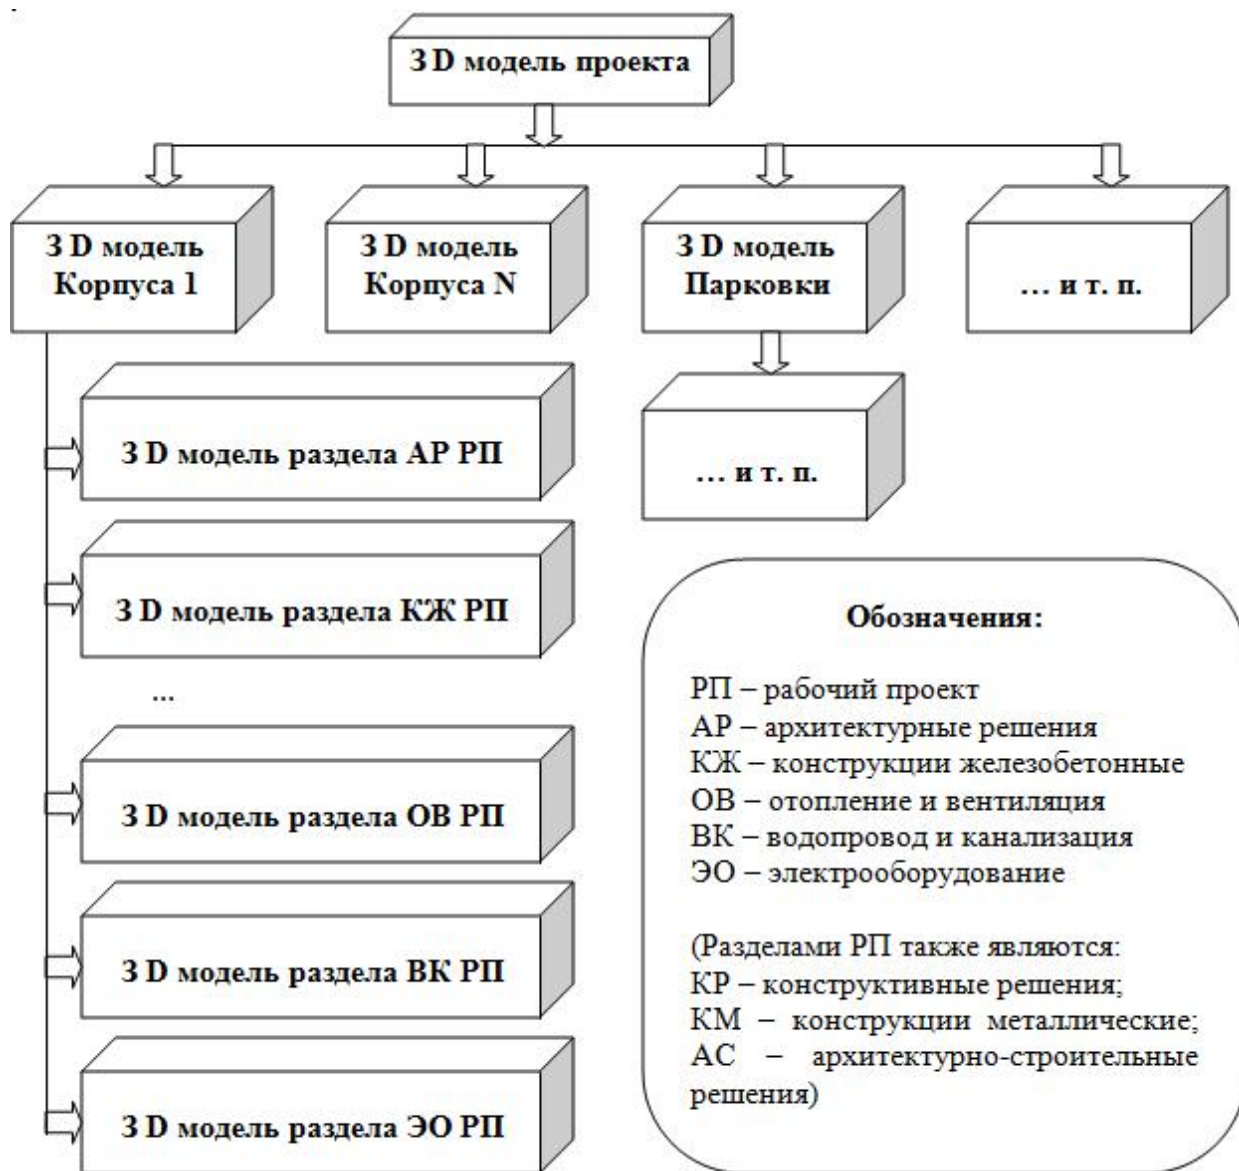 3 D модель проекта
3 D модель
Корпуса 1
3 D модель
Корпуса N
3 D модель
Парковки
... и т. п.
3 D модель раздела АР РП
3 D модель раздела КЖ РП
...
3 D модель раздела ОВ РП
3 D модель раздела ВК РП
3 D модель раздела ЭО РП
... и т. п.
Обозначения:
РП – рабочий проект
АР – архитектурные решения
КЖ – конструкции железобетонные
ОВ – отопление и вентиляция
ВК – водопровод и канализация
ЭО – электрооборудование
(Разделами РП также являются:
КР – конструктивные решения;
КМ – конструкции металлические;
АС – архитектурно-строительные
решения)